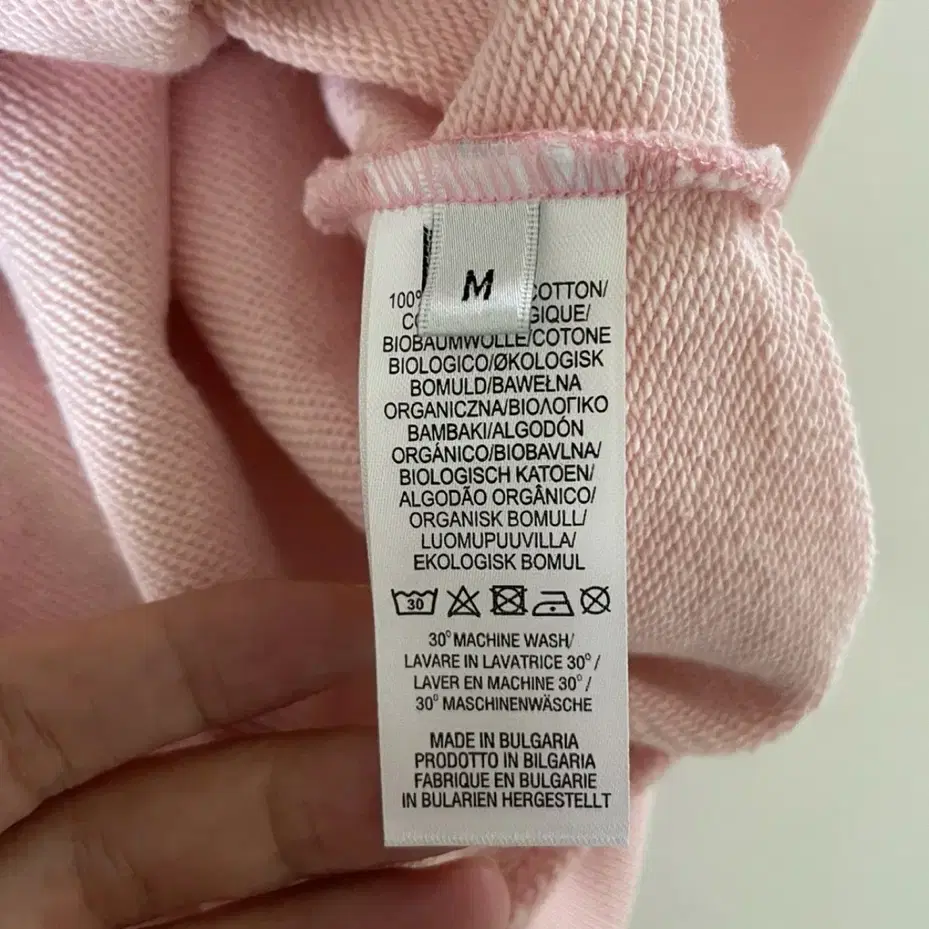 M
100% COTTON/
GIQUE/
BIOBAUMWOLLE/COTONE
BIOLOGICO/ØKOLOGISK
BOMULD/BAWEŁNA
ORGANICZNA/ΒΙΟΛΟΓΙΚΟ
BAMBAKI/ALGODÓN
ORGÁNICO/BIOBAVLNA/
BIOLOGISCH KATOEN/
ALGODÃO ORGÂNICO/
ORGANISK BOMULL/
LUOMUPUUVILLA/
EKOLOGISK BOMUL
30
30° MACHINE WASH/
LAVARE IN LAVATRICE 30° /
LAVER EN MACHINE 30° /
30° MASCHINENWÄSCHE
MADE IN BULGARIA
PRODOTTO IN BILGARIA
FABRIQUE EN BULGARIE
IN BULARIEN HERGESTELLT